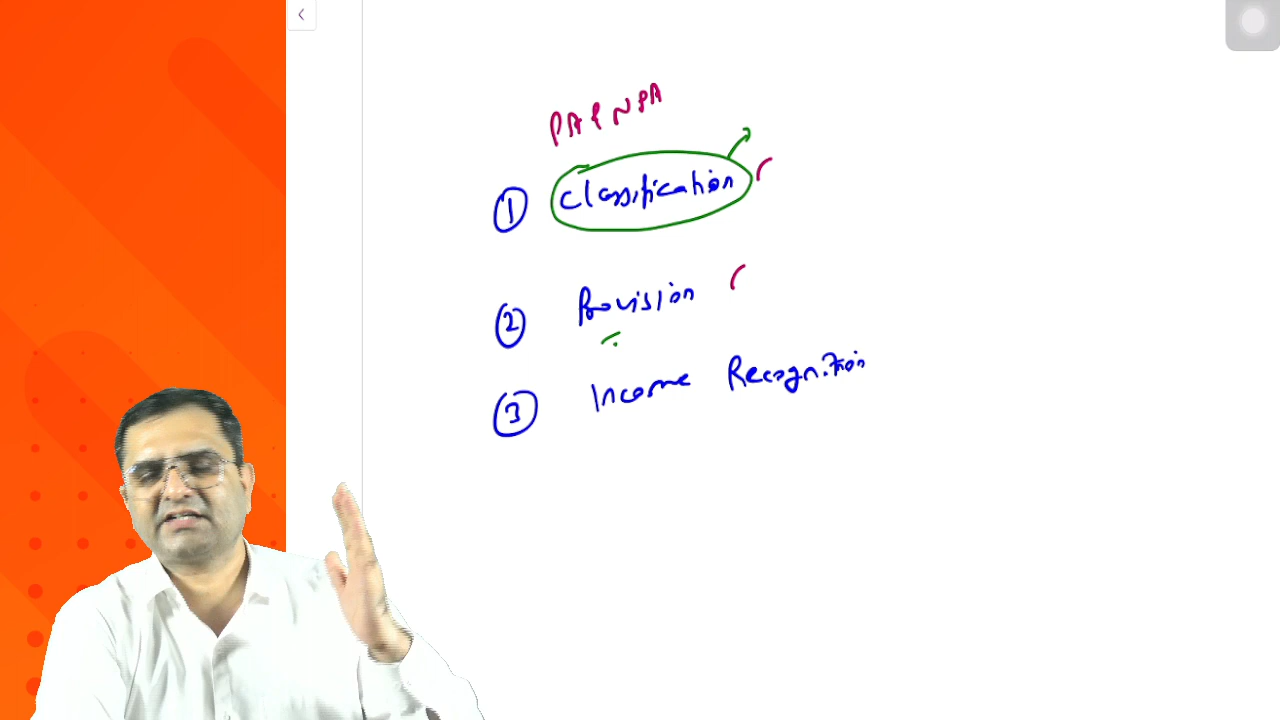 PA & NPA
① Classification
② Provision
③ Income Recognition